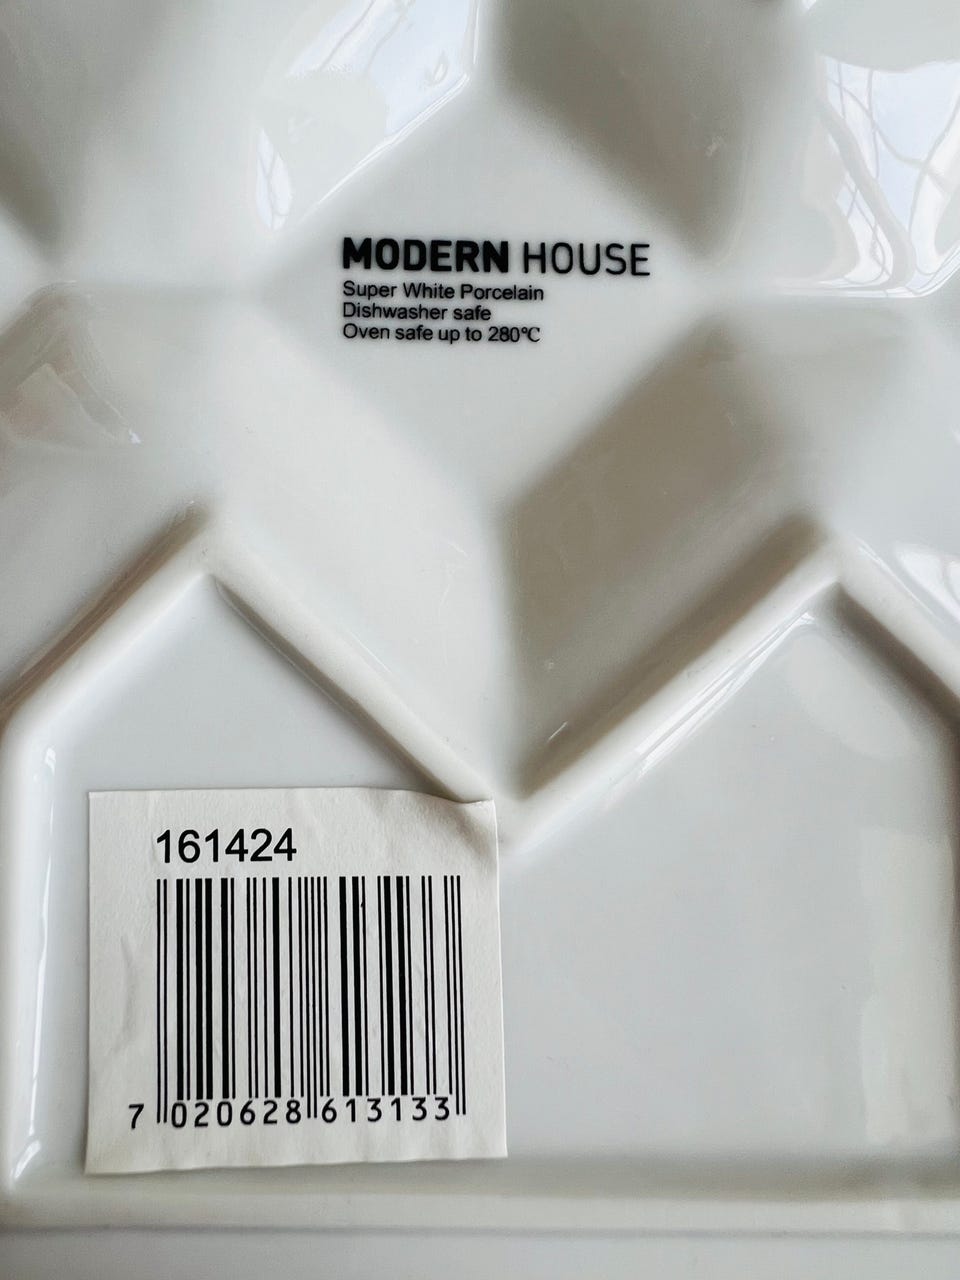 MODERN HOUSE
Super White Porcelain
Dishwasher safe
Oven safe up to 280℃
161424
7 020628 613133